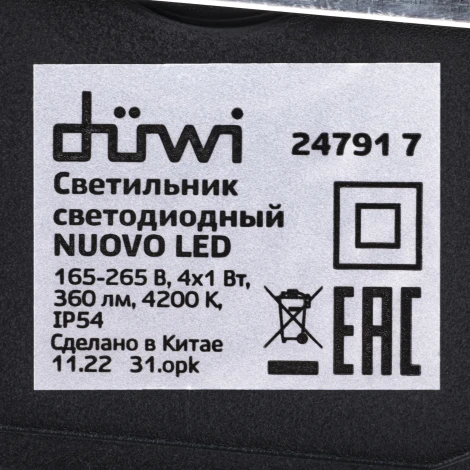 düwi 24791 7
Светильник
светодиодный
NUOVO LED
165-265 В, 4x1 Вт,
360 лм, 4200 К,
IP54
Сделано в Китае
11.22 31.opk
EAC